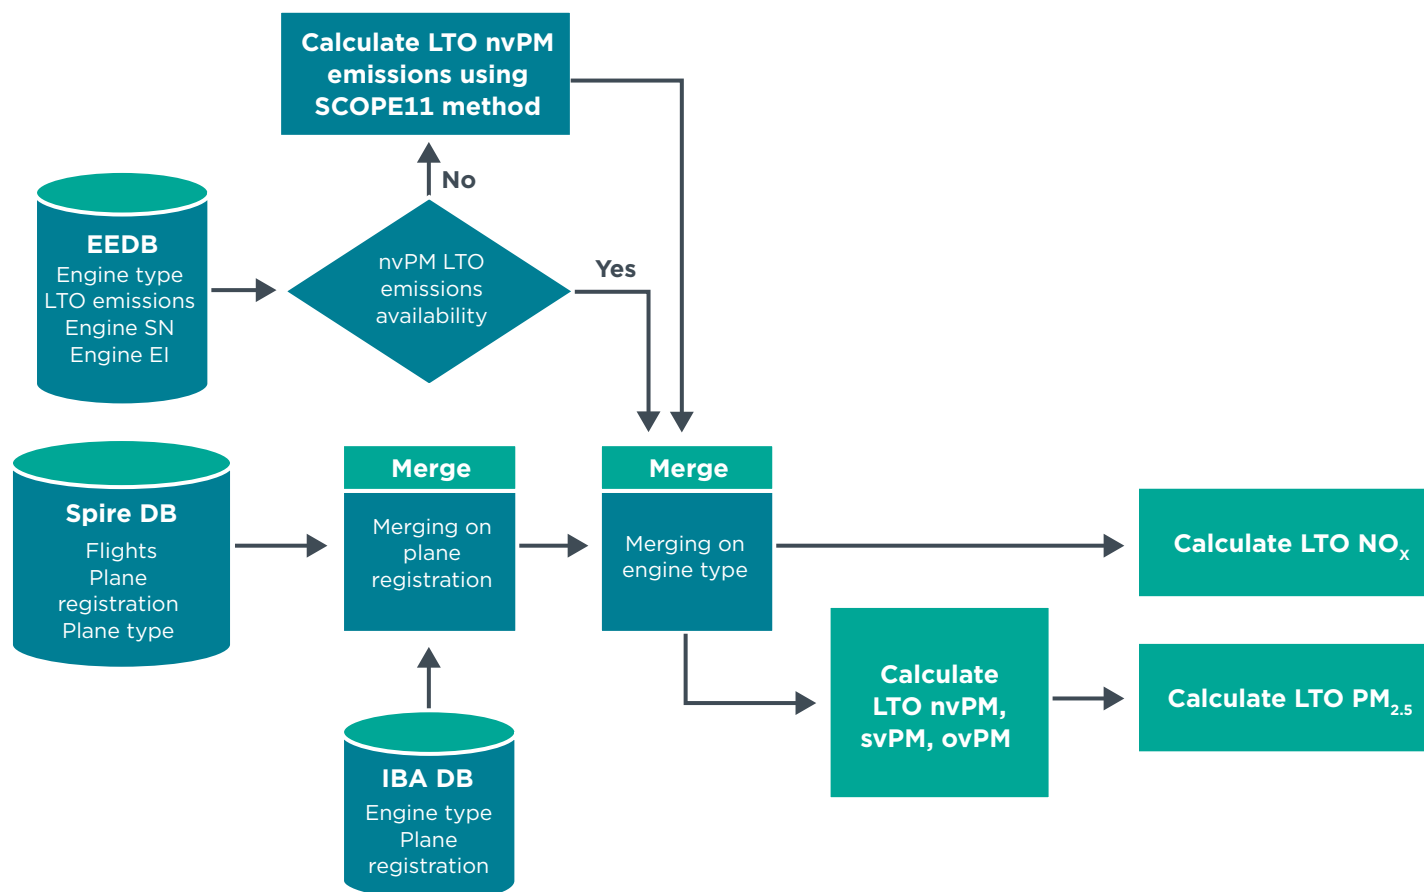 Calculate LTO nvPM
emissions using
SCOPE11 method
No
EEDB
Engine type
LTO emissions
Engine SN
Engine EI
nvPM LTO
emissions
availability
Yes
Spire DB
Flights
Plane
registration
Plane type
Merge
Merging on
plane
registration
Merge
Merging on
engine type
Calculate LTO NOₓ
Calculate
LTO nvPM,
svPM, ovPM
Calculate LTO PM₂.₅
IBA DB
Engine type
Plane
registration